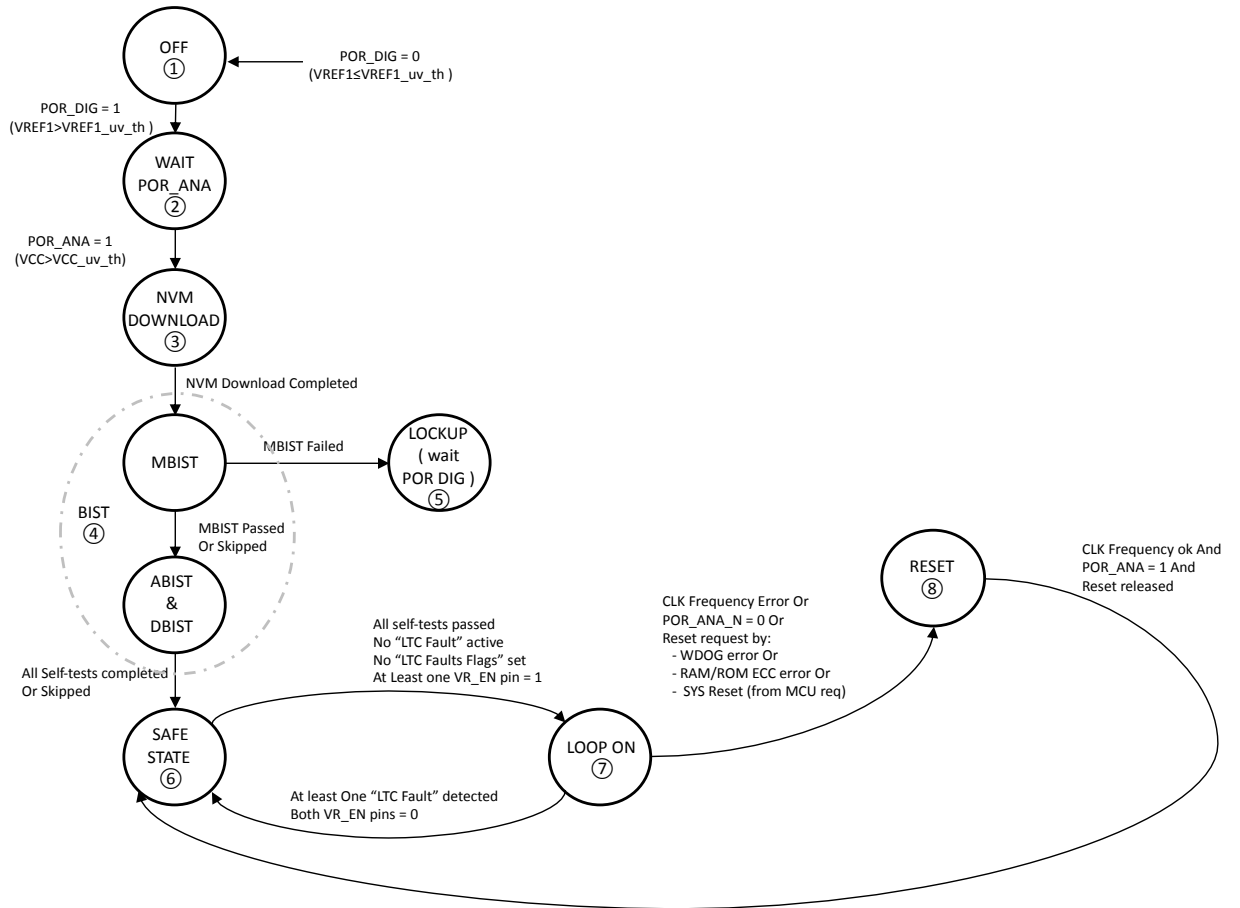 OFF
①
POR_DIG = 0
(VREF1≤VREF1_uv_th )
POR_DIG = 1
(VREF1>VREF1_uv_th )
WAIT
POR_ANA
②
POR_ANA = 1
(VCC>VCC_uv_th)
NVM
DOWNLOAD
③
NVM Download Completed
MBIST
MBIST Failed
LOCKUP
( wait
POR DIG )
⑤
BIST
④
MBIST Passed
Or Skipped
ABIST
&
DBIST
All Self-tests completed
Or Skipped
All self-tests passed
No “LTC Fault” active
No “LTC Faults Flags” set
At Least one VR_EN pin = 1
SAFE
STATE
⑥
At least One “LTC Fault” detected
Both VR_EN pins = 0
LOOP ON
⑦
CLK Frequency Error Or
POR_ANA_N = 0 Or
Reset request by:
- WDOG error Or
- RAM/ROM ECC error Or
- SYS Reset (from MCU req)
RESET
⑧
CLK Frequency ok And
POR_ANA = 1 And
Reset released